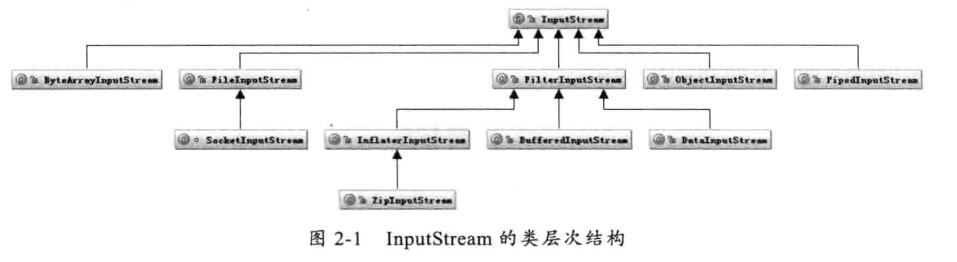 InputStream
ByteArrayInputStream
FileInputStream
FilterInputStream
ObjectInputStream
PipedInputStream
SocketInputStream
InflaterInputStream
BufferedInputStream
DataInputStream
ZipInputStream
图 2-1 InputStream 的类层次结构